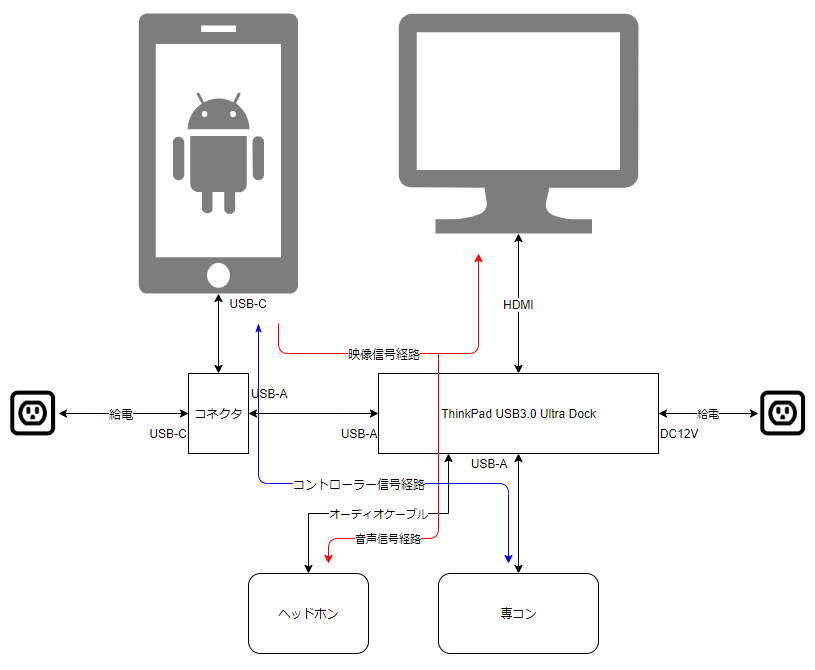 USB-C
HDMI
映像信号経路
USB-A
給電
コネクタ
ThinkPad USB3.0 Ultra Dock
給電
USB-C
USB-A
DC12V
USB-A
コントローラー信号経路
オーディオケーブル
音声信号経路
ヘッドホン
専コン